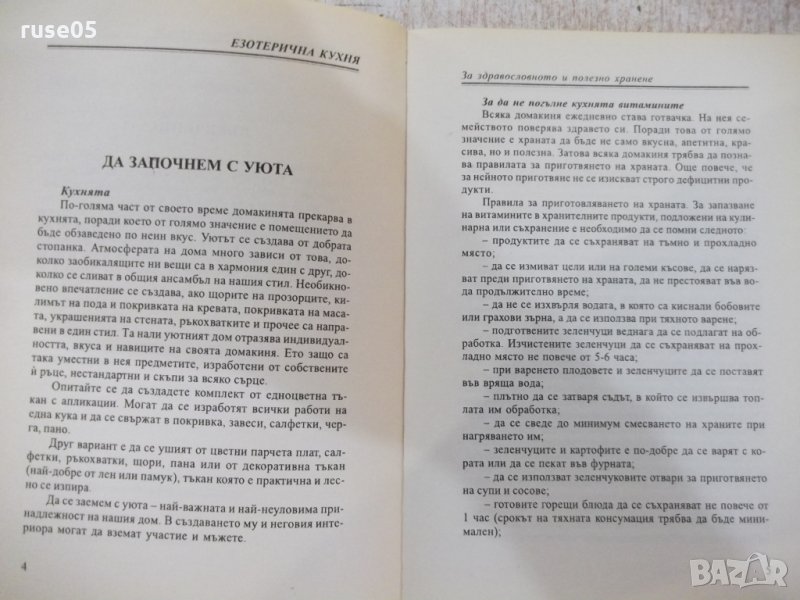 ruse05
ЕЗОТЕРИЧНА КУХНЯ
ДА ЗАПОЧНЕМ С УЮТА
Кухнята
По-голяма част от своето време домакинята прекарва в
кухнята, поради което от голямо значение е помещението да
бъде обзаведено по неин вкус. Уютът се създава от добрата
стопанка. Атмосферата на дома много зависи от това, до-
колко заобикалящите ни вещи са в хармония един с друг, до-
колко се сливат в общия ансамбъл на нашия стил. Необикно-
вено впечатление се създава, ако щорите на прозорците, ки-
лимът на пода и покривката на кревата, покривката на маса-
та, украшенията на стената, ръкохватките и прочее са напра-
вени в един стил. Та нали уютният дом отразява индивидуал-
ността, вкуса и навиците на своята домакиня. Ето защо са
така уместни в нея предметите, изработени от собствените
ѝ ръце, нестандартни и скъпи за всяко сърце.
Опитайте се да създадете комплект от едноцветна тъ-
кан с апликации. Могат да се изработят всички работи на
една кука и да се свържат в покривка, завеси, салфетки, чер-
га, пано.
Друг вариант е да се ушият от цветни парчета плат, сал-
фетки, ръкохватки, щори, пана или от декоративна тъкан
(най-добре от лен или памук), тъкан която е практична и лес-
но се изпира.
Да се заемем с уюта – най-важната и най-неуловима при-
надлежност на нашия дом. В създаването му и неговия инте-
риора могат да вземат участие и мъжете.
4
За здравословното и полезно хранене
За да не погълне кухнята витамините
Всяка домакиня ежедневно става готвачка. На нея се-
мейството поверява здравето си. Поради това от голямо
значение е храната да бъде не само вкусна, апетитна, кра-
сива, но и полезна. Затова всяка домакиня трябва да позна-
ва правилата за приготвянето на храната. Още повече, че
за нейното приготвяне не се изискват строго дефицитни про-
дукти.
Правила за приготовляването на храната. За запазване
на витамините в хранителните продукти, подложени на кули-
нарна или съхранение е необходимо да се помни следното:
– продуктите да се съхраняват на тъмно и прохладно
място;
– да се измиват цели или на големи късове, да се наряз-
ват преди приготвянето на храната, да не престояват във
вода продължително време;
– да не се изхвърля водата, в която са киснали бобовите
или грахови зърна, а да се използва при тяхното варене;
– подготвените зеленчуци веднага да се подлагат на об-
работка. Изчистените зеленчуци да се съхраняват на про-
хладно място не повече от 5-6 часа;
– при варенето плодовете и зеленчуците да се поставят
във вряща вода;
– плътно да се затваря съдът, в който се извършва топ-
лата им обработка;
– да се сведе до минимум смесването на храните при
нагряването им;
– зеленчуците и картофите е по-добре да се варят с ко-
рата или да се пекат във фурната;
– да се използват зеленчуковите отвари за приготвяне
на супи и сосове;
– готовите горещи блюда да се съхраняват не повече от
1 час (срокът на тяхната консумация трябва да бъде мини-
мален);
BAZAR